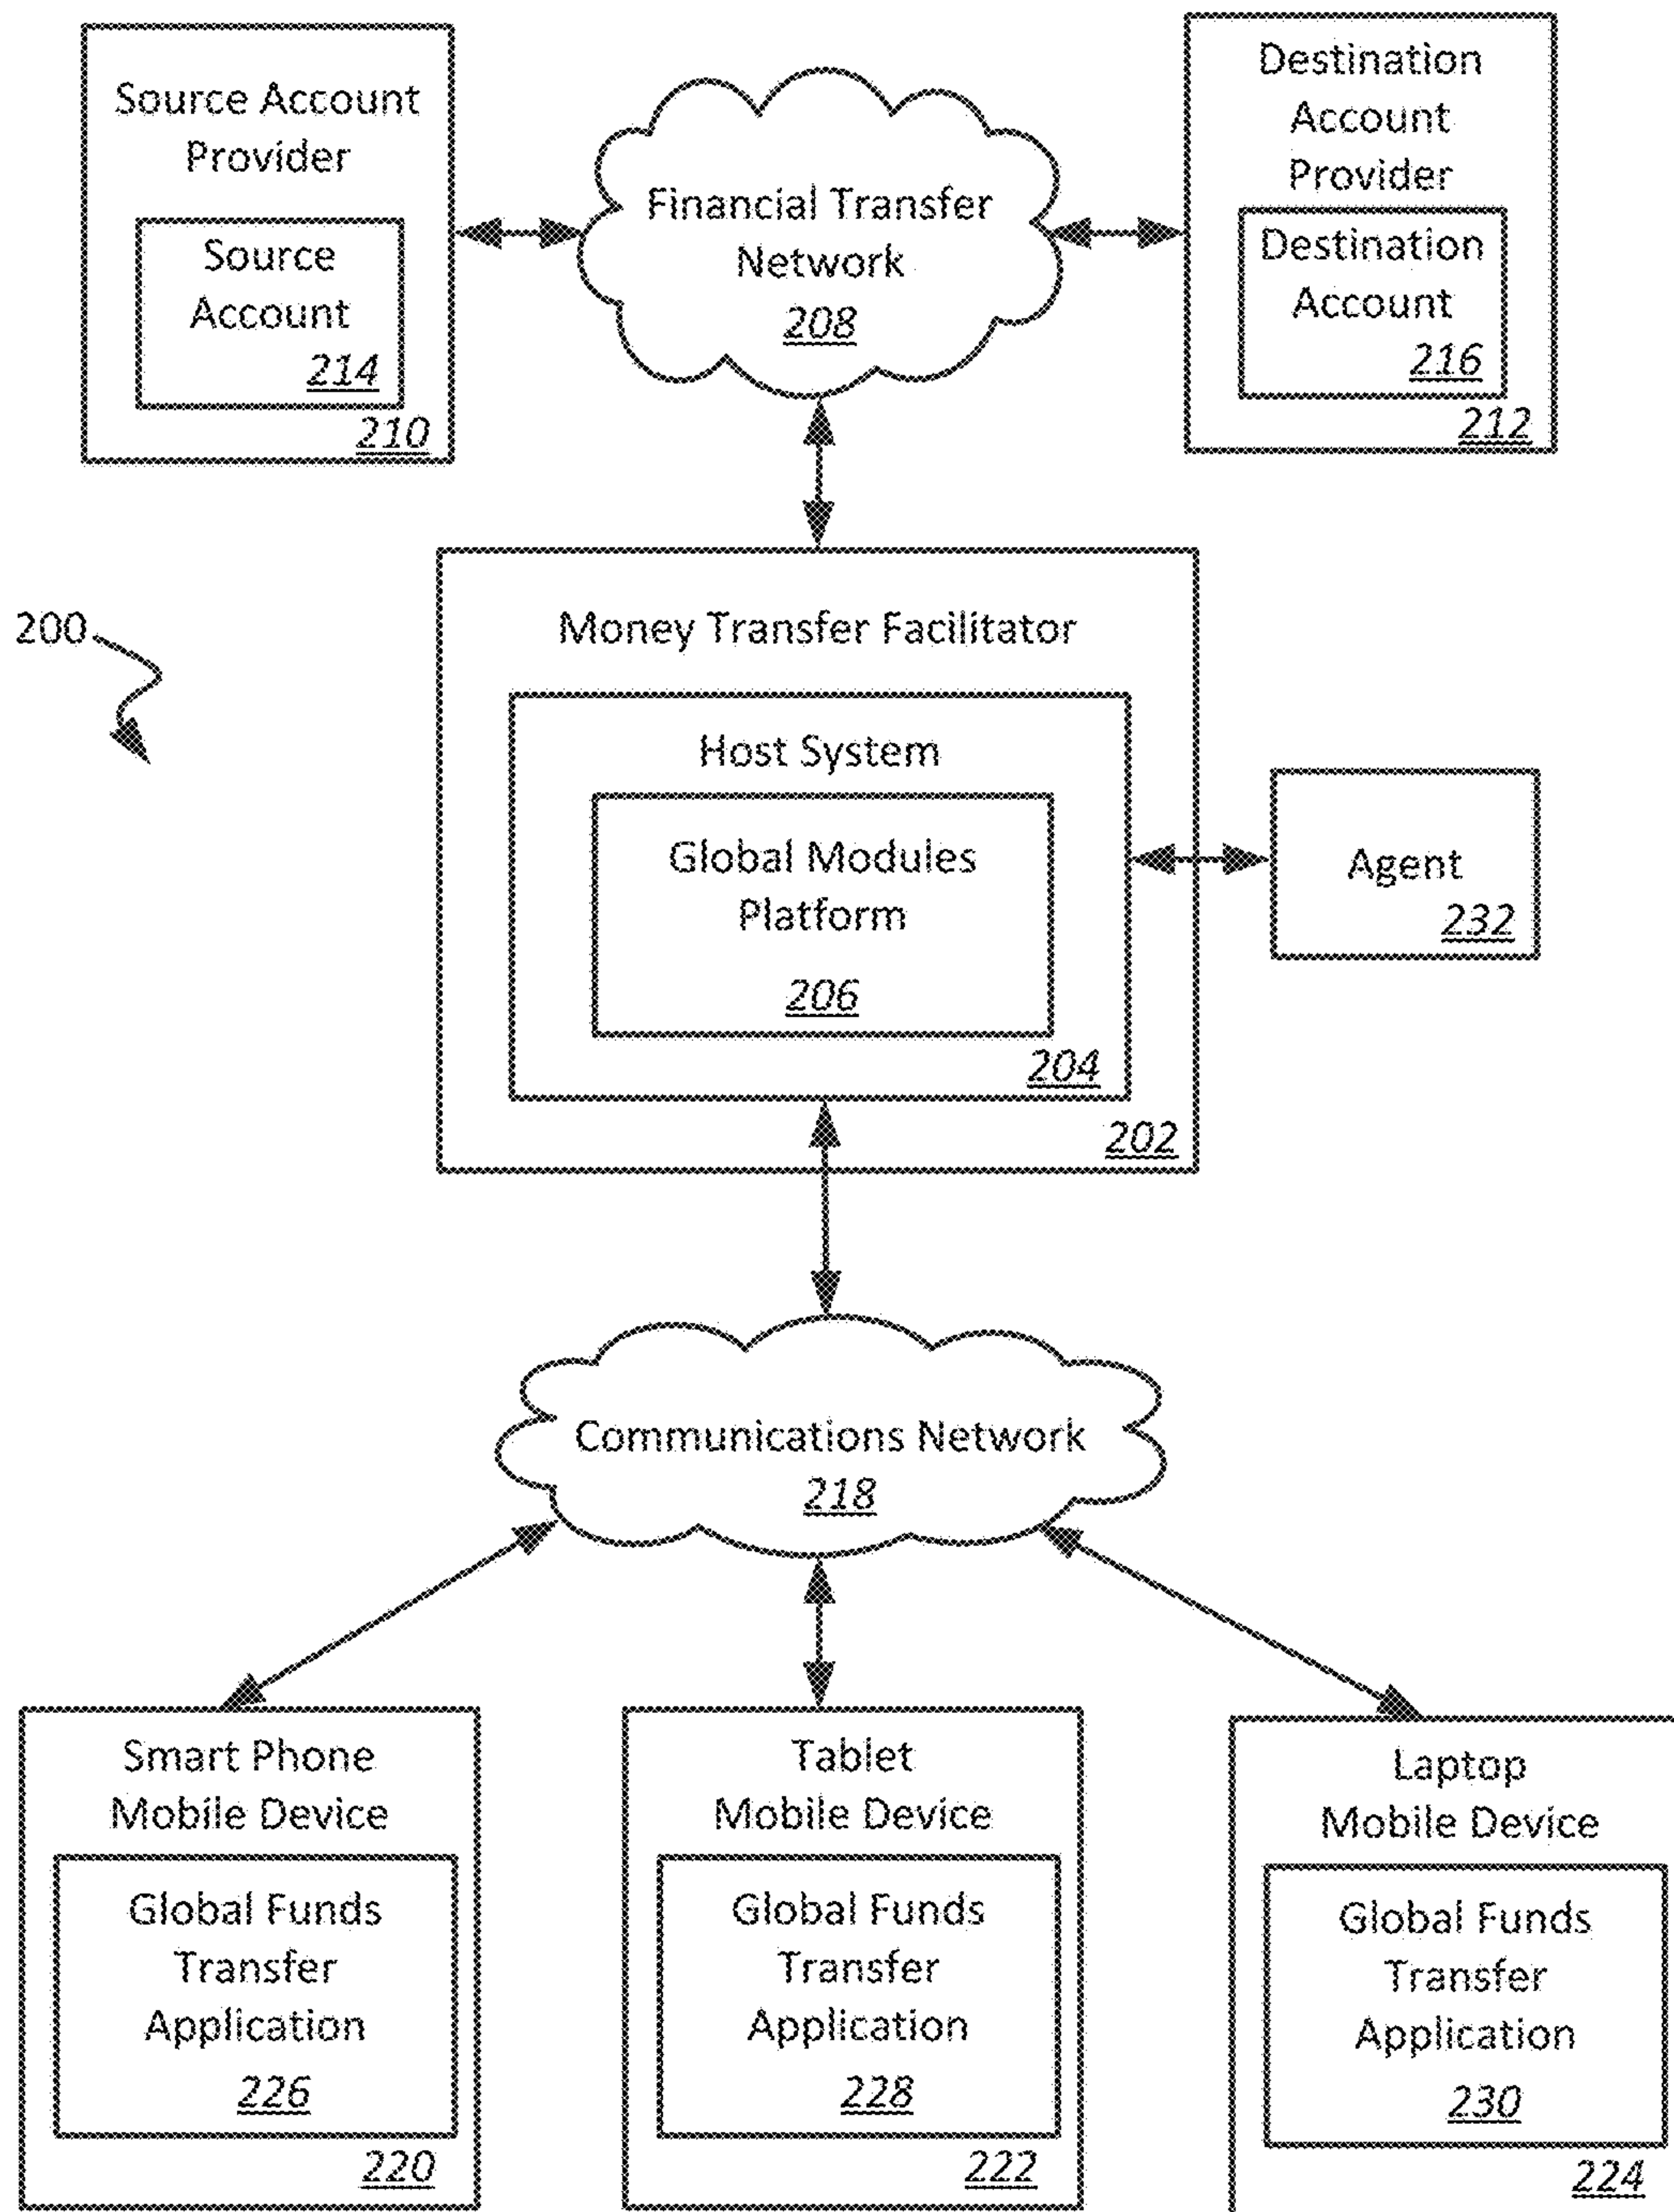 Source Account
Provider
Source
Account
214
210
Financial Transfer
Network
208
Destination
Account
Provider
Destination
Account
216
212
200
Money Transfer Facilitator
Host System
Global Modules
Platform
206
204
202
Agent
232
Communications Network
218
Smart Phone
Mobile Device
Global Funds
Transfer
Application
226
220
Tablet
Mobile Device
Global Funds
Transfer
Application
228
222
Laptop
Mobile Device
Global Funds
Transfer
Application
230
224